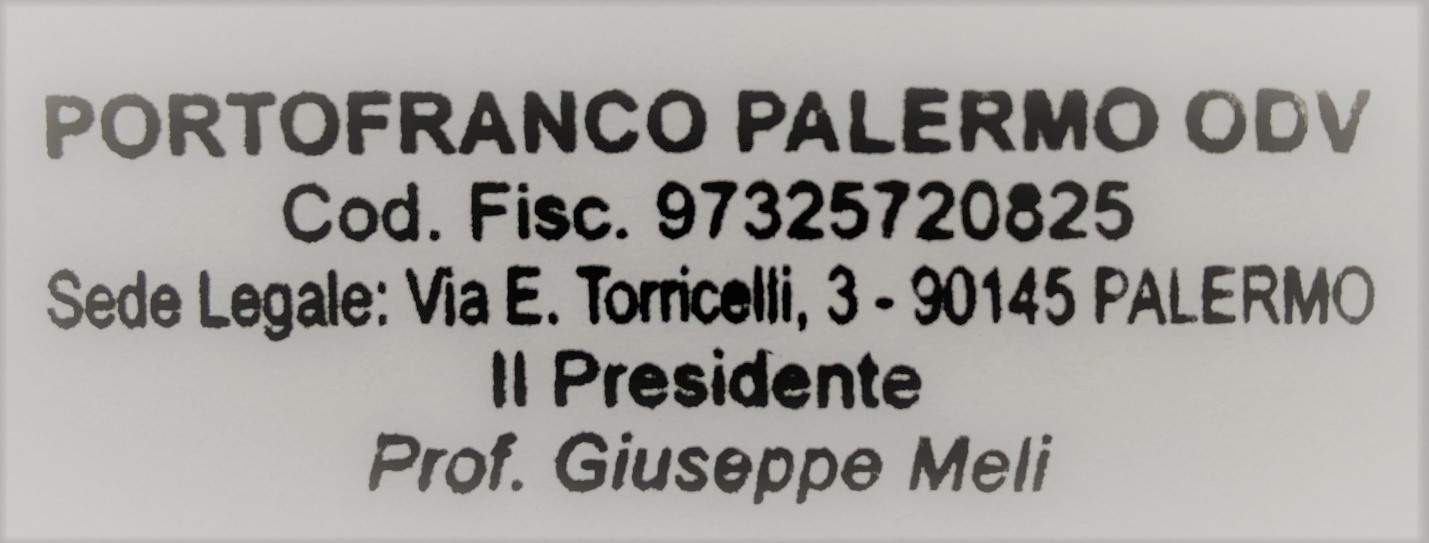 PORTOFRANCO PALERMO ODV
Cod. Fisc. 97325720825
Sede Legale: Via E. Torricelli, 3 - 90145 PALERMO
Il Presidente
Prof. Giuseppe Meli